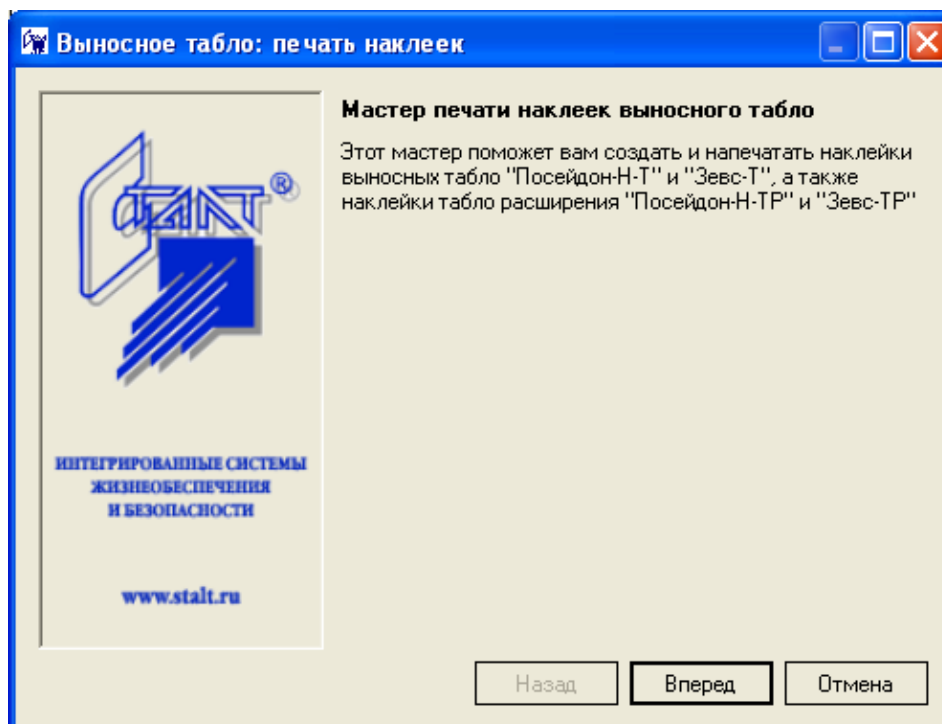 Выносное табло: печать наклеек
Мастер печати наклеек выносного табло
Этот мастер поможет вам создать и напечатать наклейки
выносных табло "Посейдон-Н-Т" и "Зевс-Т", а также
наклейки табло расширения "Посейдон-Н-ТР" и "Зевс-ТР"
Сталт®
ИНТЕГРИРОВАННЫЕ СИСТЕМЫ
ЖИЗНЕОБЕСПЕЧЕНИЯ
И БЕЗОПАСНОСТИ
www.stalt.ru
Назад Вперед Отмена